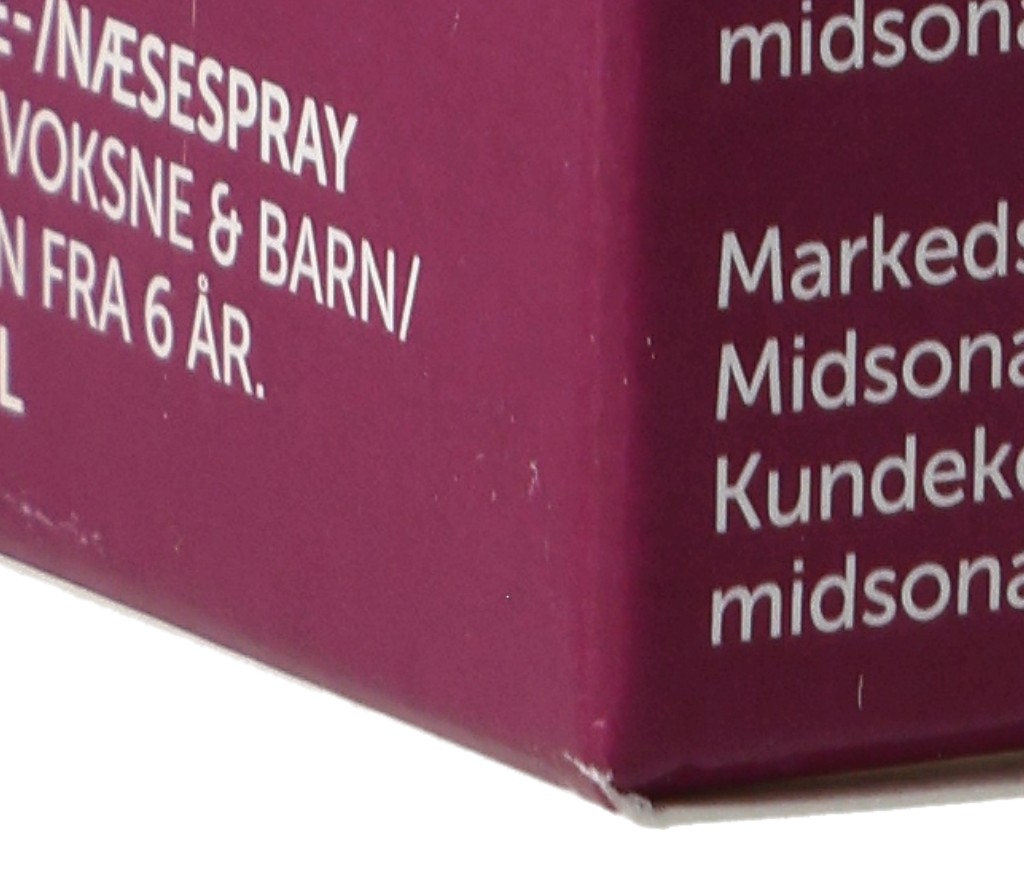 -/NÆSESPRAY
VOKSNE & BARN/
N FRA 6 ÅR.
L
midsona
Markeds
Midsona
Kundek
midsona